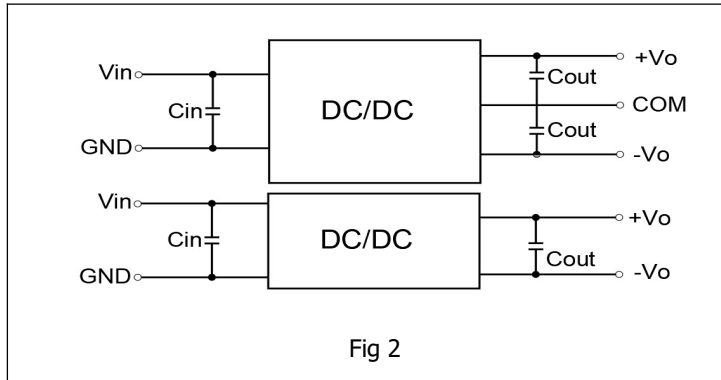 Vin
Cin
GND
DC/DC
Cout
Cout
+Vo
COM
-Vo
Vin
Cin
GND
DC/DC
Cout
+Vo
-Vo
Fig 2